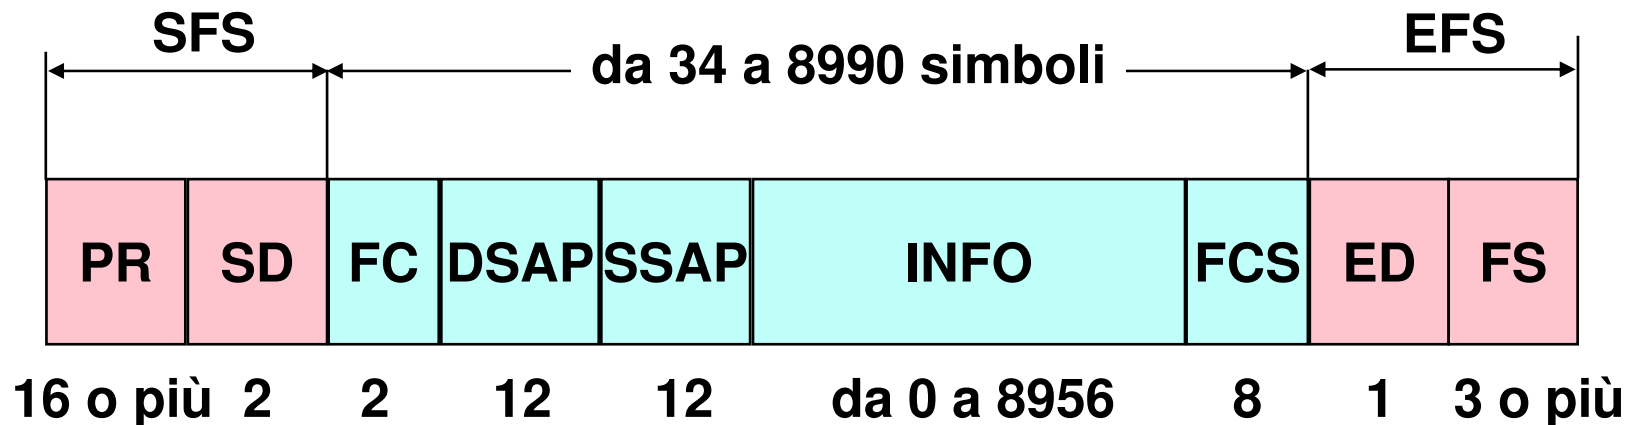 SFS da 34 a 8990 simboli EFS
PR SD FC DSAP SSAP INFO FCS ED FS
16 o più 2 2 12 12 da 0 a 8956 8 1 3 o più